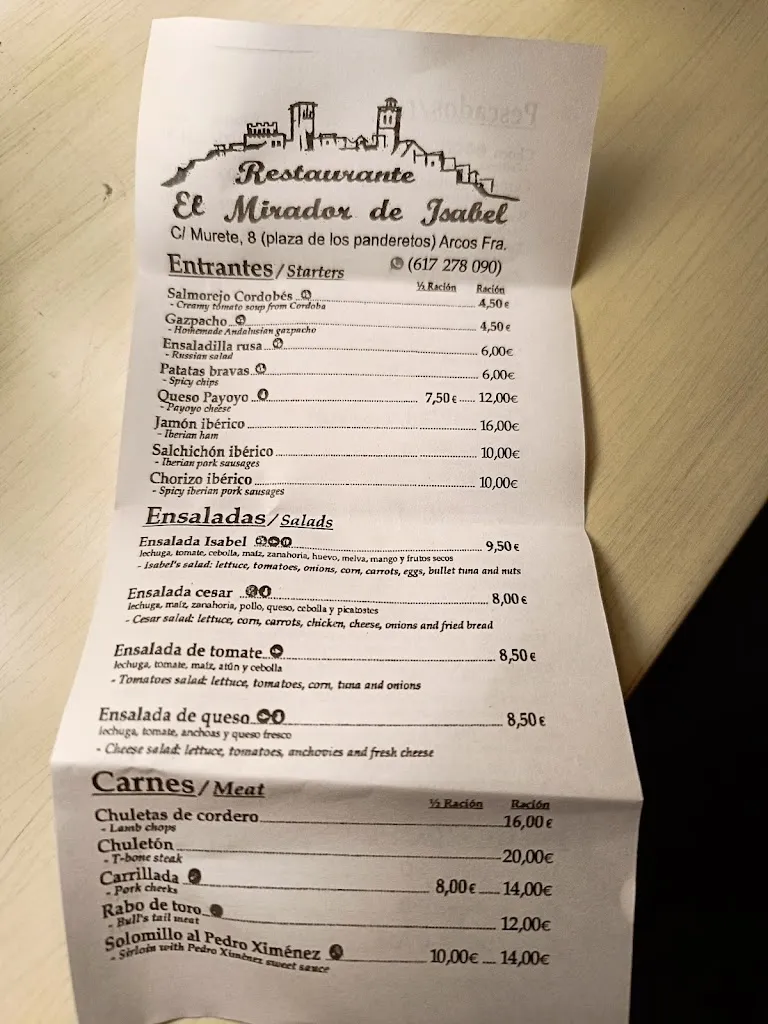 Restaurante
El Mirador de Isabel
C/ Murete, 8 (plaza de los panderetos) Arcos Fra.
(617 278 090)
Entrantes / Starters
½ Ración Ración
Salmorejo Cordobés 4,50 €
- Creamy tomato soup from Cordoba
Gazpacho 4,50 €
- Homemade Andalusian gazpacho
Ensaladilla rusa 6,00€
- Russian salad
Patatas bravas 6,00€
- Spicy chips
Queso Payoyo 7,50 € 12,00€
- Payoyo cheese
Jamón ibérico 16,00€
- Iberian ham
Salchichón ibérico 10,00€
- Iberian pork sausages
Chorizo ibérico 10,00€
- Spicy iberian pork sausages
Ensaladas / Salads
Ensalada Isabel 9,50 €
lechuga, tomate, cebolla, maíz, zanahoria, huevo, melva, mango y frutos secos
- Isabel's salad: lettuce, tomatoes, onions, corn, carrots, eggs, bullet tuna and nuts
Ensalada cesar 8,00 €
lechuga, maíz, zanahoria, pollo, queso, cebolla y picatostes
- Cesar salad: lettuce, corn, carrots, chicken, cheese, onions and fried bread
Ensalada de tomate 8,50 €
lechuga, tomate, maíz, atún y cebolla
- Tomatoes salad: lettuce, tomatoes, corn, tuna and onions
Ensalada de queso 8,50 €
lechuga, tomate, anchoas y queso fresco
- Cheese salad: lettuce, tomatoes, anchovies and fresh cheese
Carnes / Meat
½ Ración Ración
Chuletas de cordero 16,00 €
- Lamb chops
Chuletón 20,00€
- T-bone steak
Carrillada 8,00 € 14,00€
- Pork cheeks
Rabo de toro 12,00€
- Bull's tail meat
Solomillo al Pedro Ximénez 10,00€ 14,00€
- Sirloin with Pedro Ximénez sweet sauce